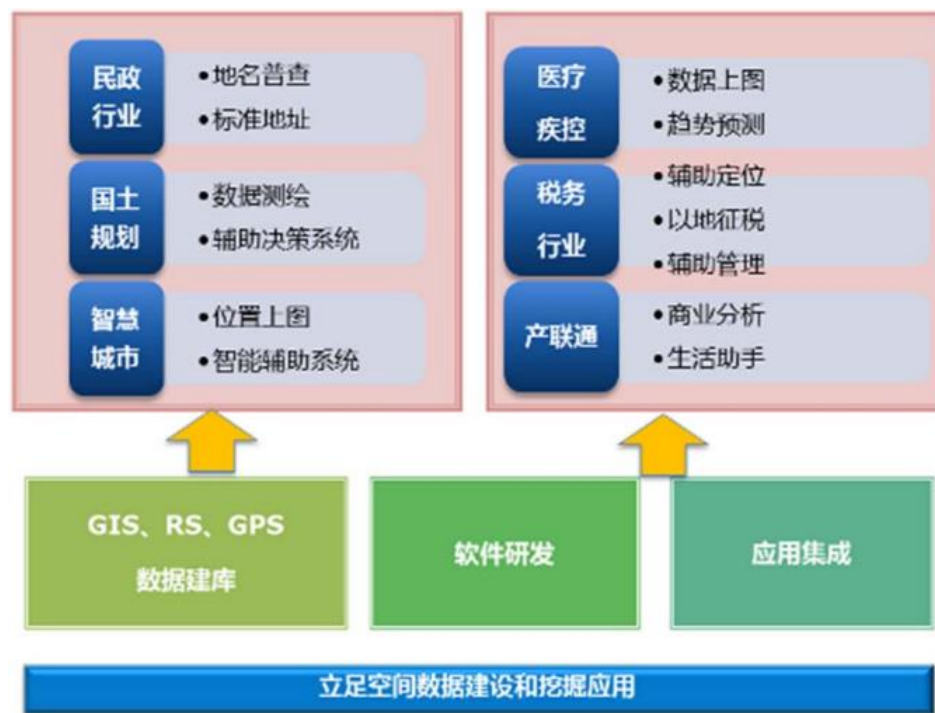 民政
行业
•地名普查
•标准地址
国土
规划
•数据测绘
•辅助决策系统
智慧
城市
•位置上图
•智能辅助系统
医疗
疾控
•数据上图
•趋势预测
税务
行业
•辅助定位
•以地征税
•辅助管理
产联通
•商业分析
•生活助手
GIS、RS、GPS
数据建库
软件研发
应用集成
立足空间数据建设和挖掘应用